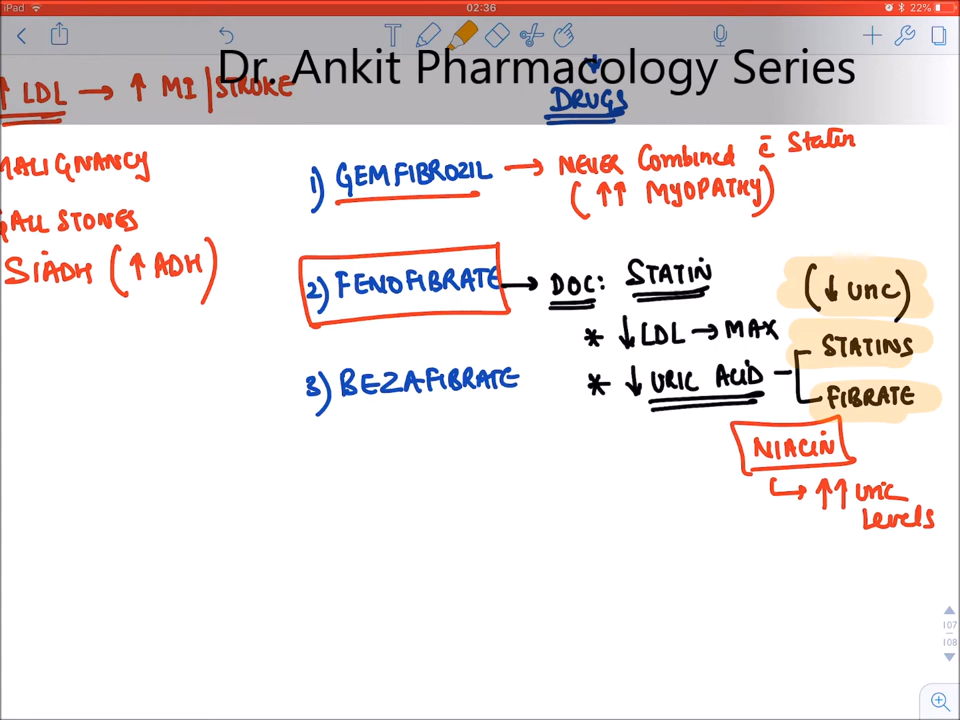 iPad
02:36
22%
Dr. Ankit Pharmacology Series
↑ LDL → ↑ MI | STROKE
DRUGS
MALIGNANCY
GALL STONES
SIADH (↑ ADH)
1) GEMFIBROZIL → NEVER Combined c̄ Statin
(↑↑ MYOPATHY)
2) FENOFIBRATE → DOC: STATIN
* ↓ LDL → MAX
* ↓ URIC ACID
(↓ URIC)
STATINS
FIBRATE
3) BEZAFIBRATE
NIACIN
↳ ↑↑ Uric
Levels
107
108